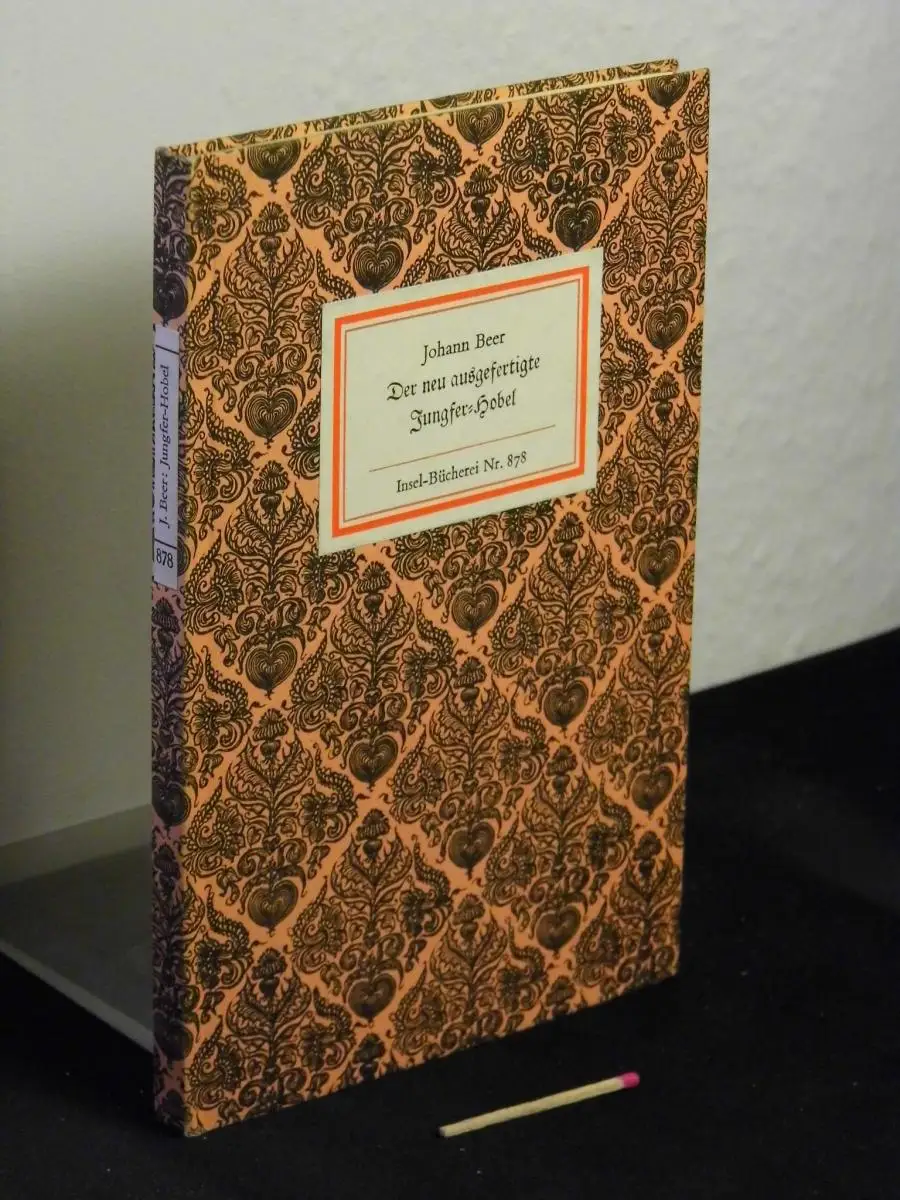 Johann Beer
Der neu ausgefertigte
Jungfer-Hobel
Insel-Bücherei Nr. 878
J. Beer: Jungfer-Hobel
878